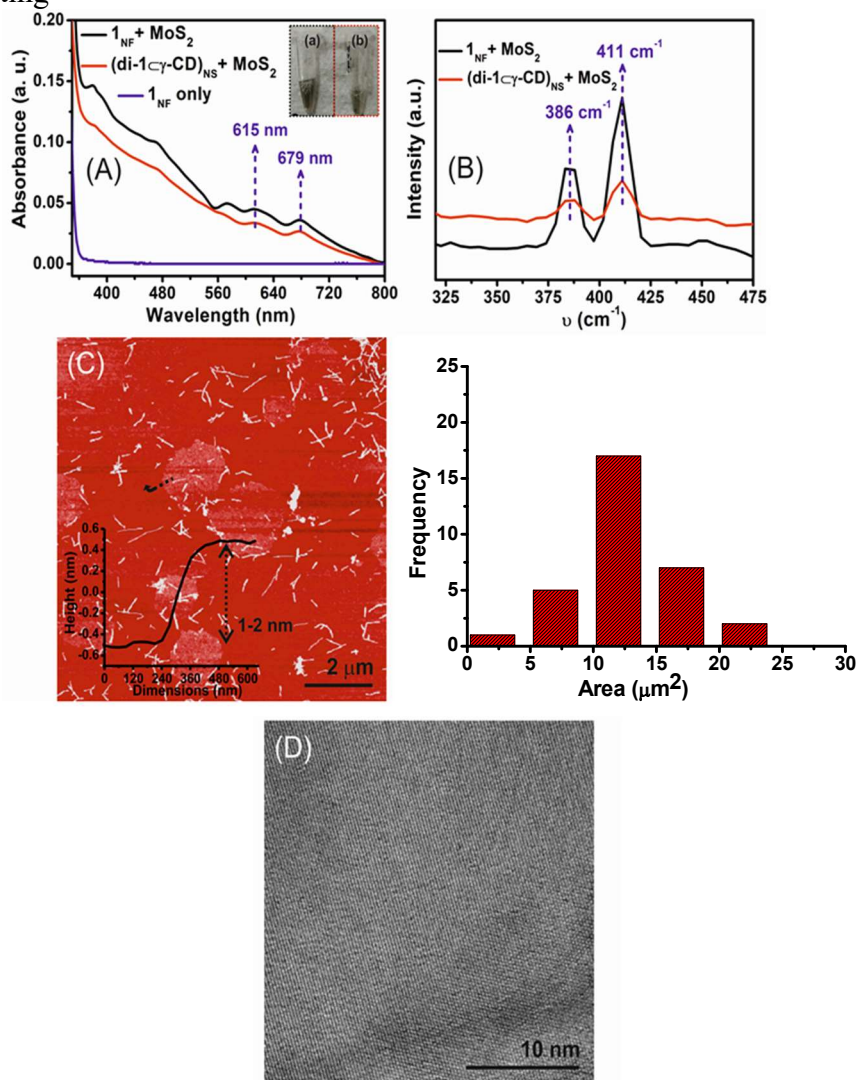 ting
0.20
0.15
0.10
0.05
0.00
Absorbance (a. u.)
1NF + MoS2
(di-1⊂γ-CD)NS + MoS2
1NF only
(a)
(b)
615 nm
679 nm
(A)
400 480 560 640 720 800
Wavelength (nm)
Intensity (a.u.)
1NF + MoS2
(di-1⊂γ-CD)NS + MoS2
411 cm-1
386 cm-1
(B)
325 350 375 400 425 450 475
υ (cm-1)
(C)
Height (nm)
0.6
0.4
0.2
0.0
-0.2
-0.4
-0.6
1-2 nm
0 120 240 360 480 600
Dimensions (nm)
2 μm
Frequency
25
20
15
10
5
0
0 5 10 15 20 25 30
Area (μm2)
(D)
10 nm